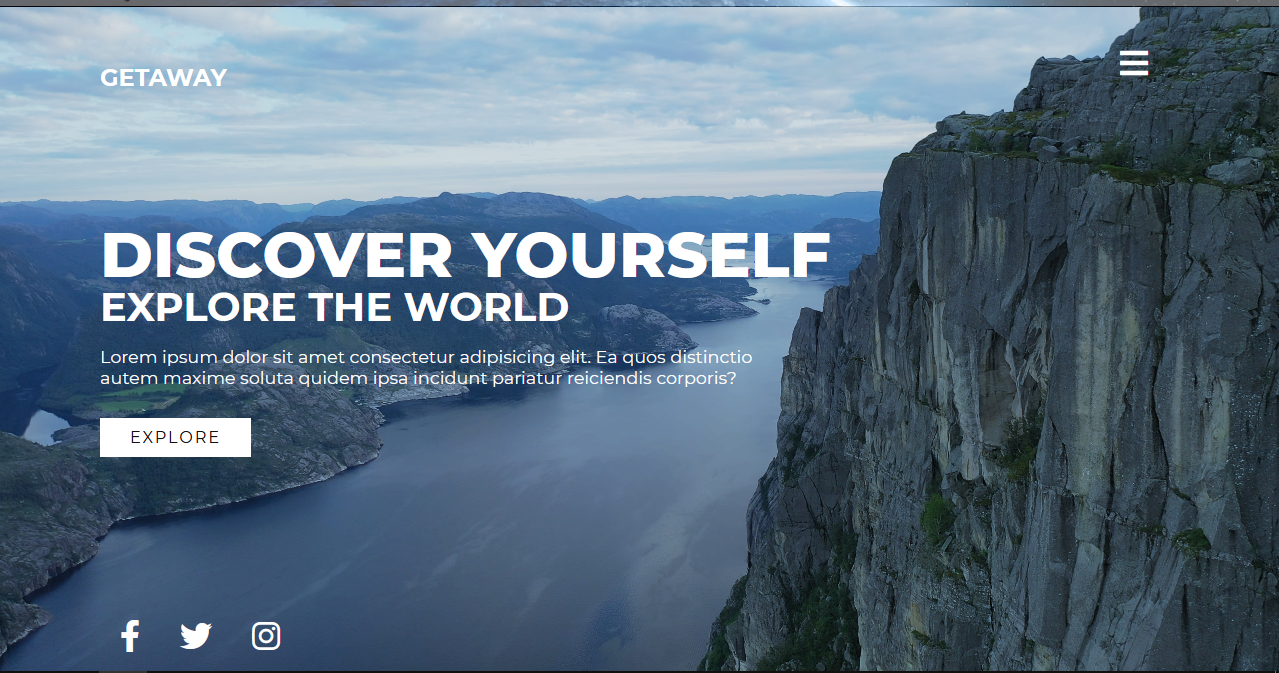 GETAWAY
DISCOVER YOURSELF
EXPLORE THE WORLD
Lorem ipsum dolor sit amet consectetur adipisicing elit. Ea quos distinctio
autem maxime soluta quidem ipsa incidunt pariatur reiciendis corporis?
EXPLORE